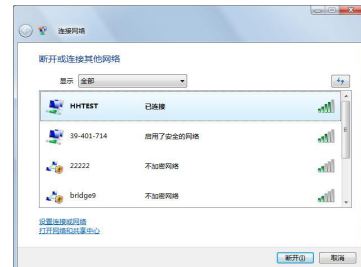 连接网络
断开或连接其他网络
显示 全部
HHTEST 已连接
39-401-714 启用了安全的网络
22222 不加密网络
bridge9 不加密网络
设置连接或网络
打开网络和共享中心
断开(I) 取消